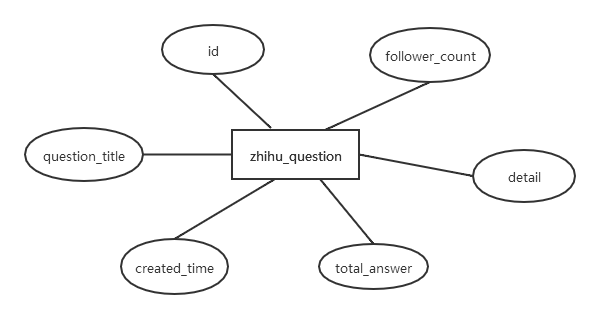 id
follower_count
question_title
zhihu_question
detail
created_time
total_answer